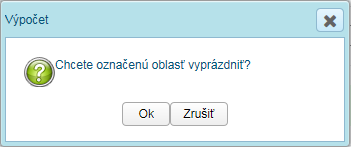 Výpočet
Chcete označenú oblasť vyprázdniť?
Ok
Zrušiť